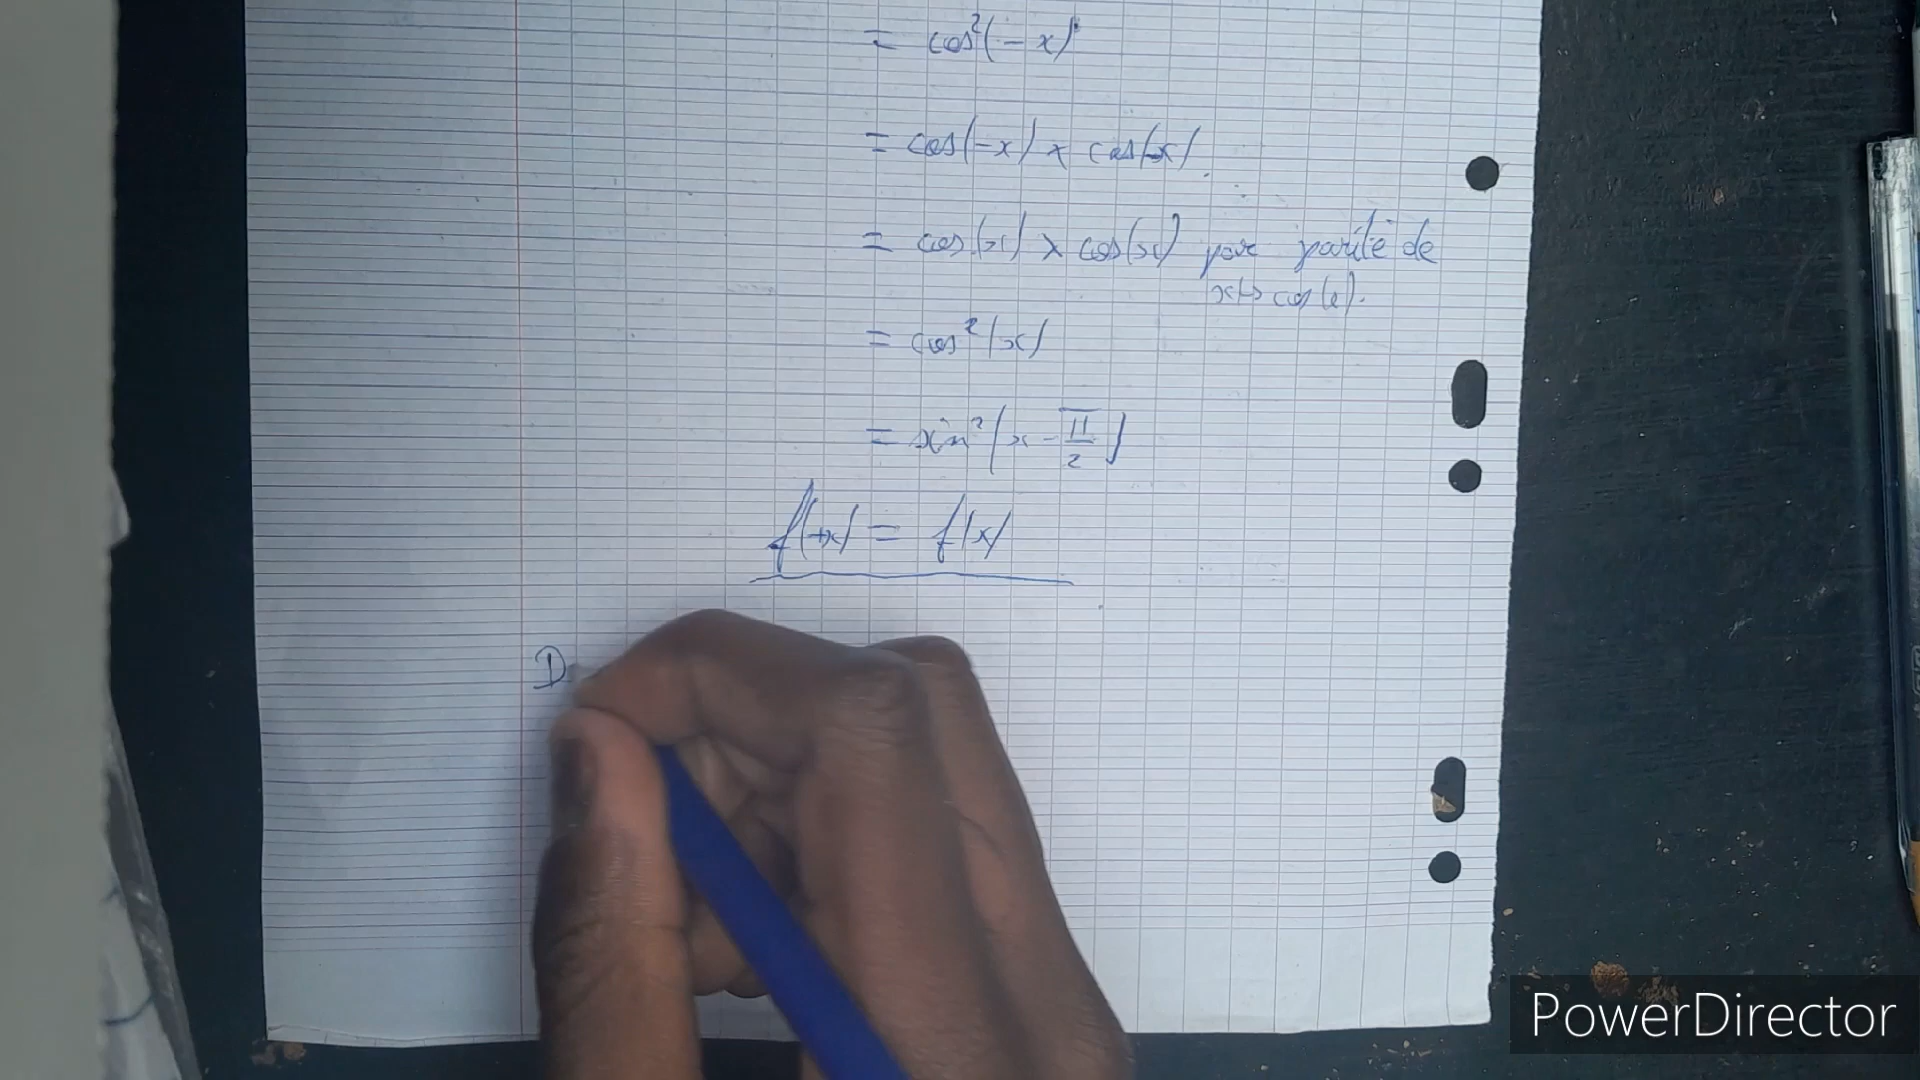 = cos²(-x)
= cos(-x) × cos(-x)
= cos(x) × cos(x) par parité de
x↦cos(x).
= cos²(x)
= sin²(x - π/2)
f(-x) = f(x)
D
PowerDirector